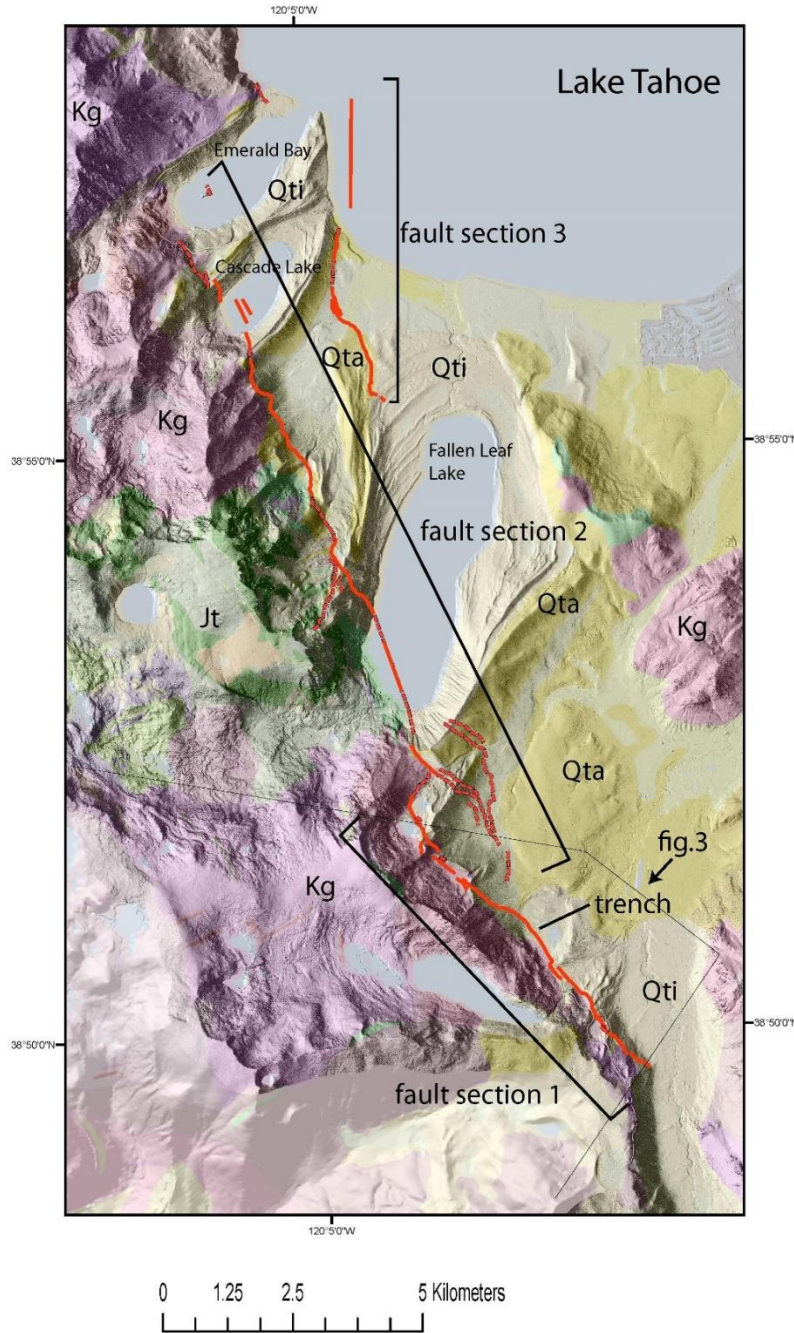 120°5'0"W
Lake Tahoe
Kg
Emerald Bay
Qti
fault section 3
Cascade Lake
Qta
Qti
Kg
38°55'0"N
38°55'0"N
Fallen Leaf
Lake
fault section 2
Qta
Jt
Kg
Qta
fig.3
Kg
trench
Qti
38°50'0"N
38°50'0"N
fault section 1
120°5'0"W
0 1.25 2.5 5 Kilometers